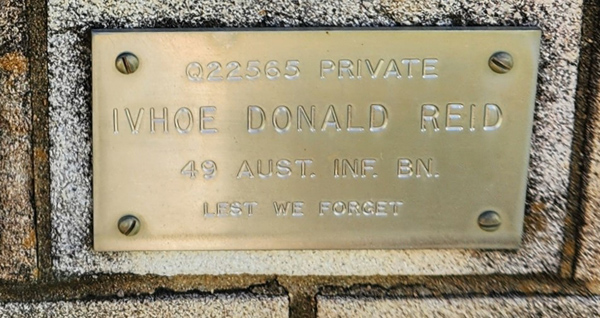 Q22565 PRIVATE
IVHOE DONALD REID
49 AUST. INF. BN.
LEST WE FORGET